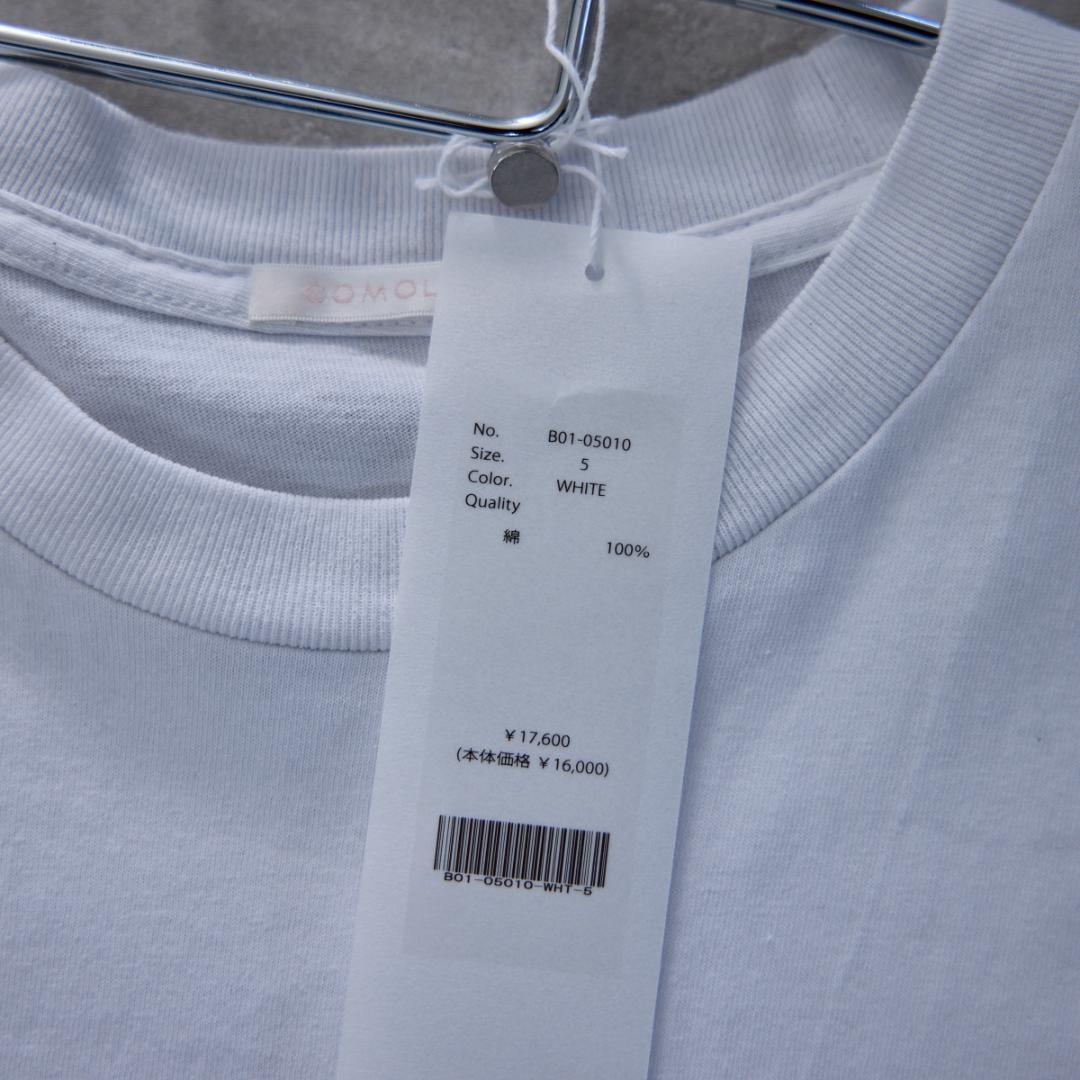 COMOL
No. B01-05010
Size. 5
Color. WHITE
Quality
綿 100%
¥17,600
(本体価格 ¥16,000)
B01-05010-WHT-5